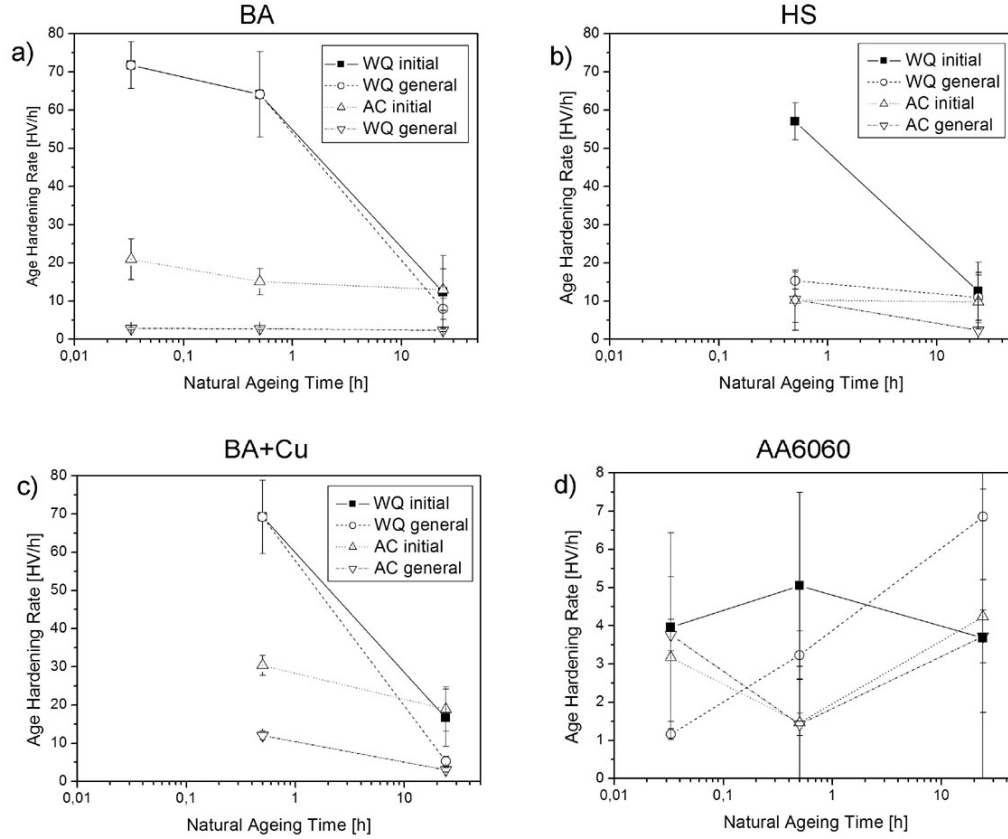 BA
a)
WQ initial
WQ general
AC initial
WQ general
Age Hardening Rate [HV/h]
80
70
60
50
40
30
20
10
0
0,01
0,1
1
10
Natural Ageing Time [h]
HS
b)
WQ initial
WQ general
AC initial
AC general
Age Hardening Rate [HV/h]
80
70
60
50
40
30
20
10
0
0,01
0,1
1
10
Natural Ageing Time [h]
BA+Cu
c)
WQ initial
WQ general
AC initial
AC general
Age Hardening Rate [HV/h]
80
70
60
50
40
30
20
10
0
0,01
0,1
1
10
Natural Ageing Time [h]
AA6060
d)
Age Hardening Rate [HV/h]
8
7
6
5
4
3
2
1
0
0,01
0,1
1
10
Natural Ageing Time [h]